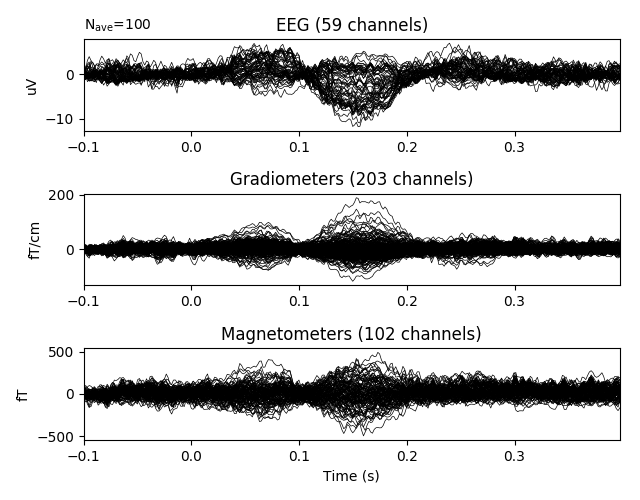 N_ave=100
EEG (59 channels)
0
−10
uV
−0.1 0.0 0.1 0.2 0.3
Gradiometers (203 channels)
200
0
fT/cm
−0.1 0.0 0.1 0.2 0.3
Magnetometers (102 channels)
500
0
−500
fT
−0.1 0.0 0.1 0.2 0.3
Time (s)